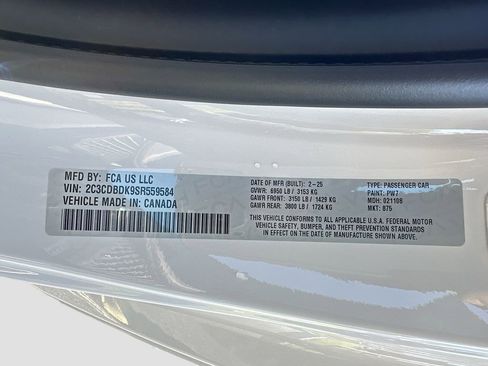 MFD BY: FCA US LLC
VIN: 2C3CDBDK9SR559584
VEHICLE MADE IN: CANADA
DATE OF MFR (BUILT): 2-25
GVWR: 6950 LB / 3153 KG
GAWR FRONT: 3150 LB / 1429 KG
GAWR REAR: 3800 LB / 1724 KG
TYPE: PASSENGER CAR
PAINT: PW7
MDH: 021108
MKT: 875
THIS VEHICLE CONFORMS TO ALL APPLICABLE U.S.A. FEDERAL MOTOR
VEHICLE SAFETY, BUMPER, AND THEFT PREVENTION STANDARDS
IN EFFECT ON THE DATE OF MANUFACTURE SHOWN ABOVE.